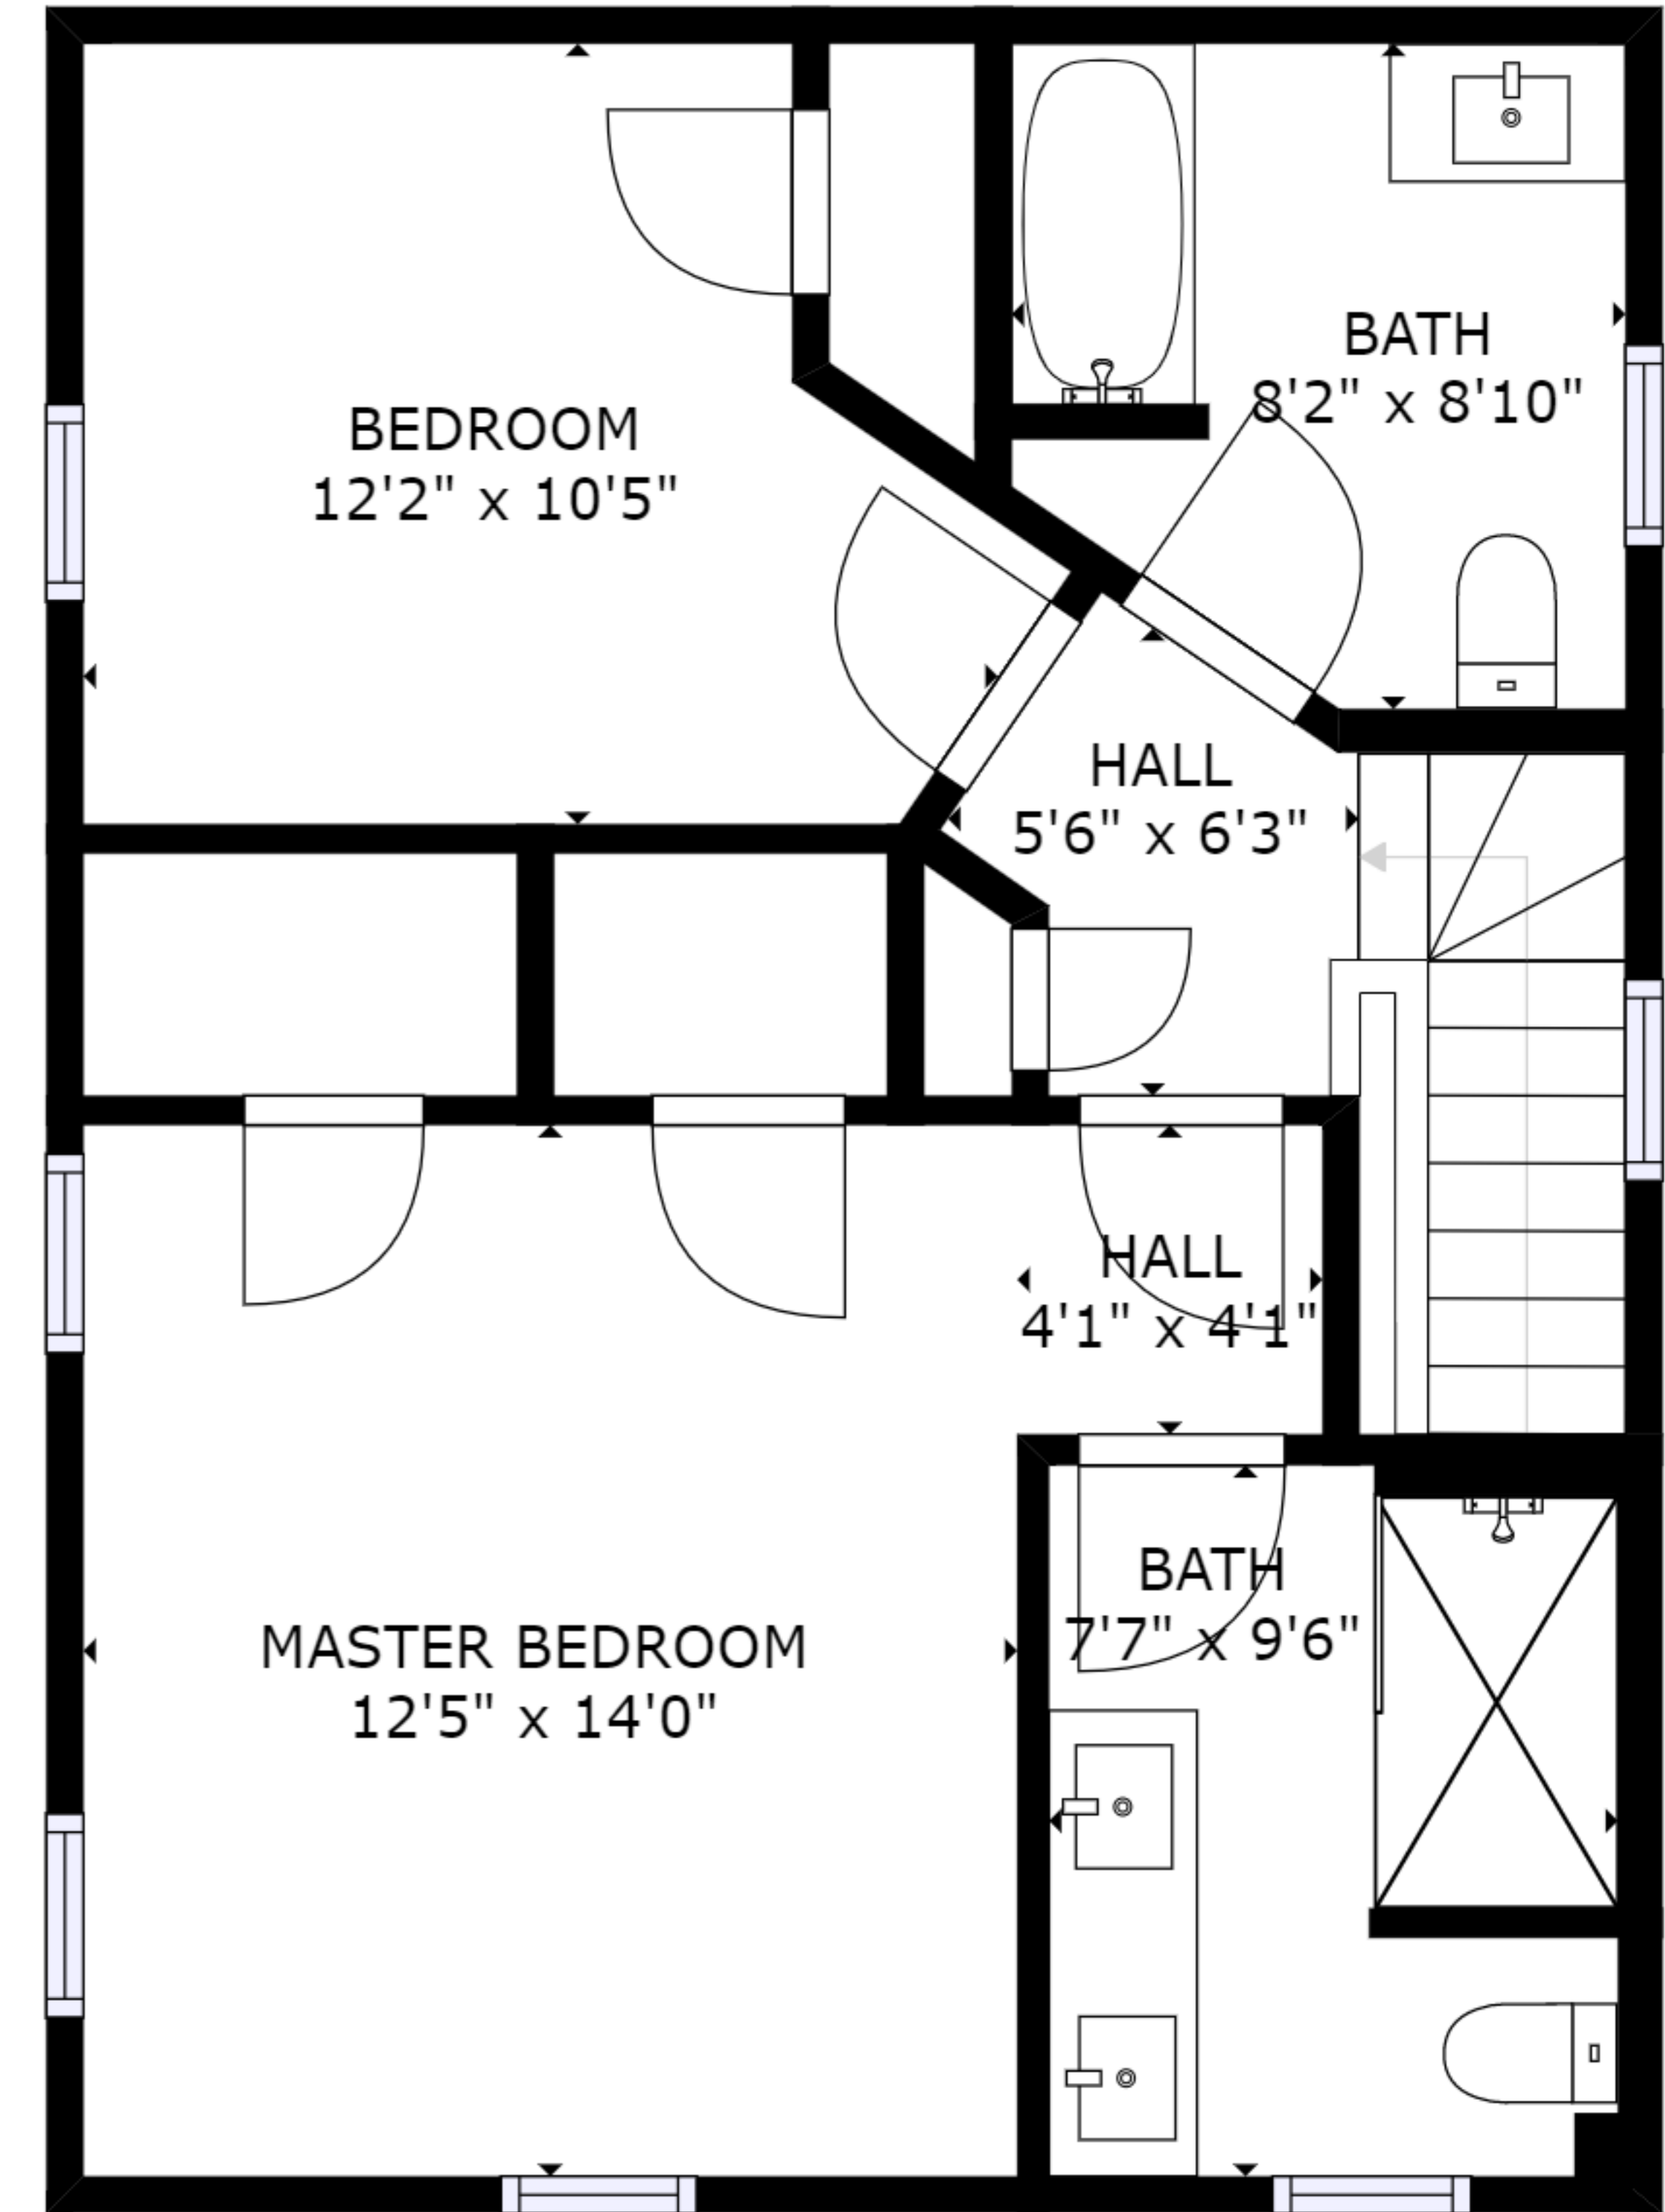 BATH
8'2" x 8'10"
BEDROOM
12'2" x 10'5"
HALL
5'6" x 6'3"
HALL
4'1" x 4'1"
BATH
7'7" x 9'6"
MASTER BEDROOM
12'5" x 14'0"